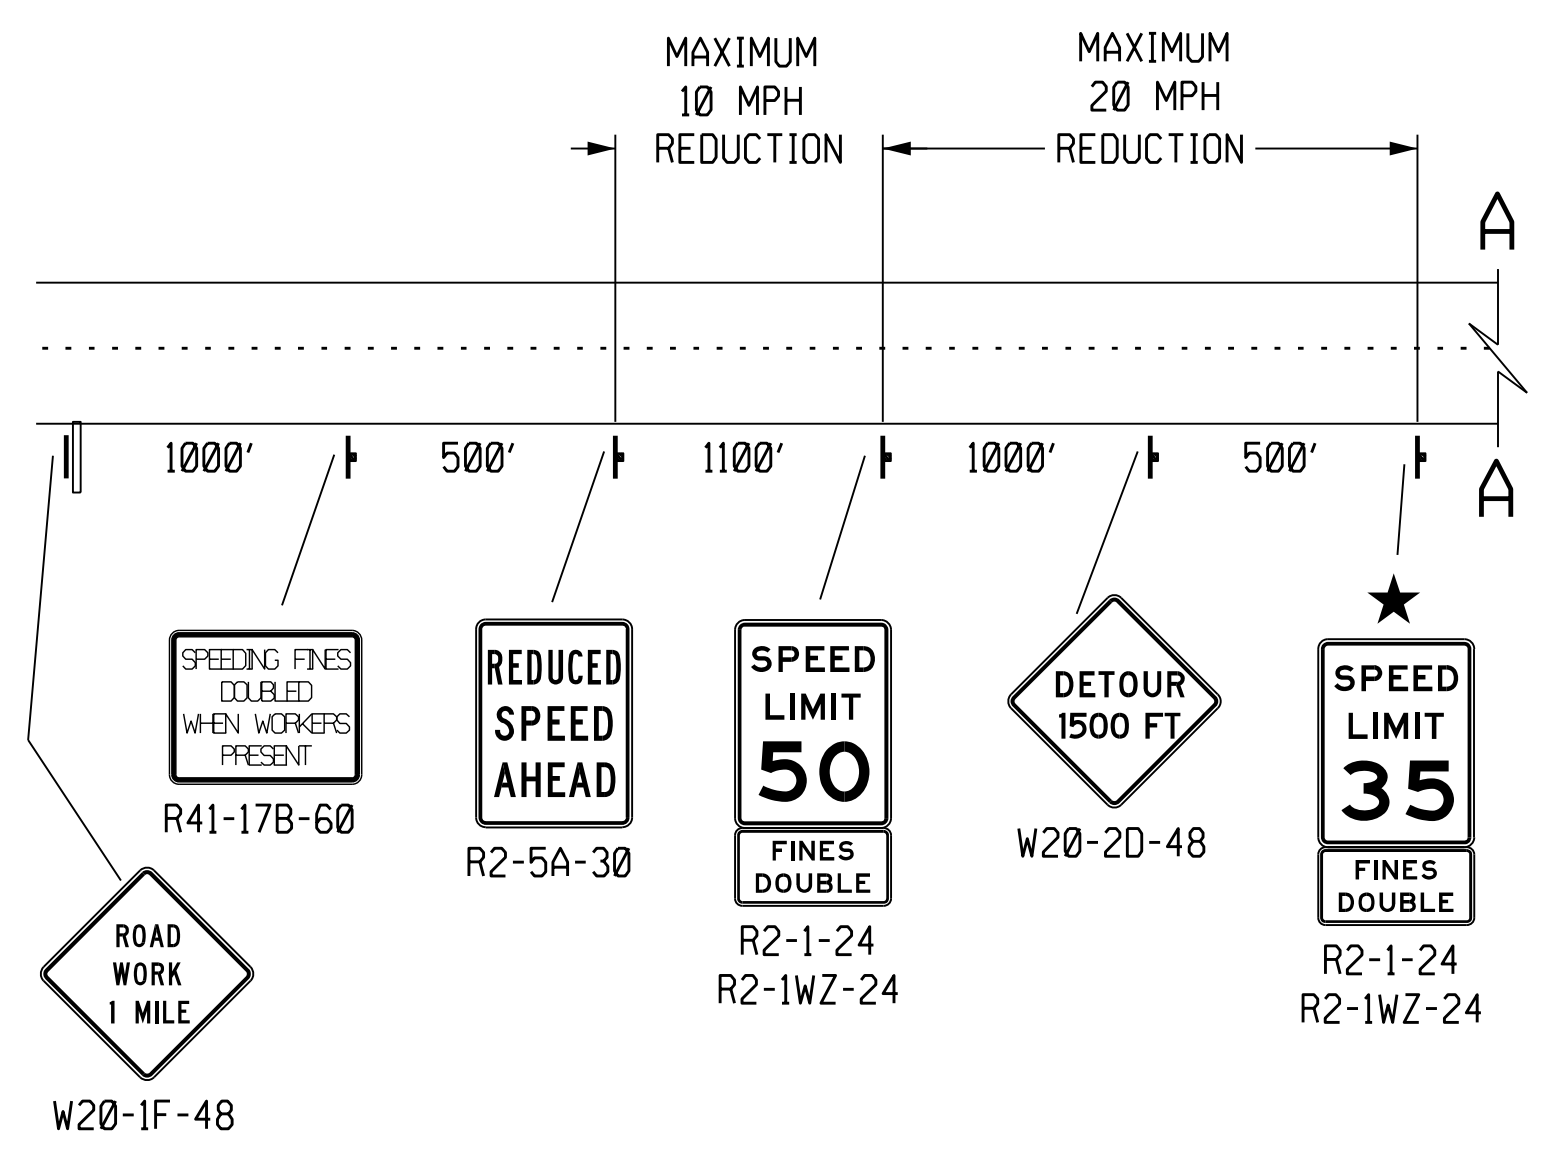 MAXIMUM
10 MPH
REDUCTION
MAXIMUM
20 MPH
REDUCTION
A
1000'
500'
1100'
1000'
500'
A
SPEEDING FINES
DOUBLED
WHEN WORKERS
PRESENT
R41-17B-60
REDUCED
SPEED
AHEAD
R2-5A-30
SPEED
LIMIT
50
FINES
DOUBLE
R2-1-24
R2-1WZ-24
DETOUR
1500 FT
W20-2D-48
SPEED
LIMIT
35
FINES
DOUBLE
R2-1-24
R2-1WZ-24
ROAD
WORK
1 MILE
W20-1F-48